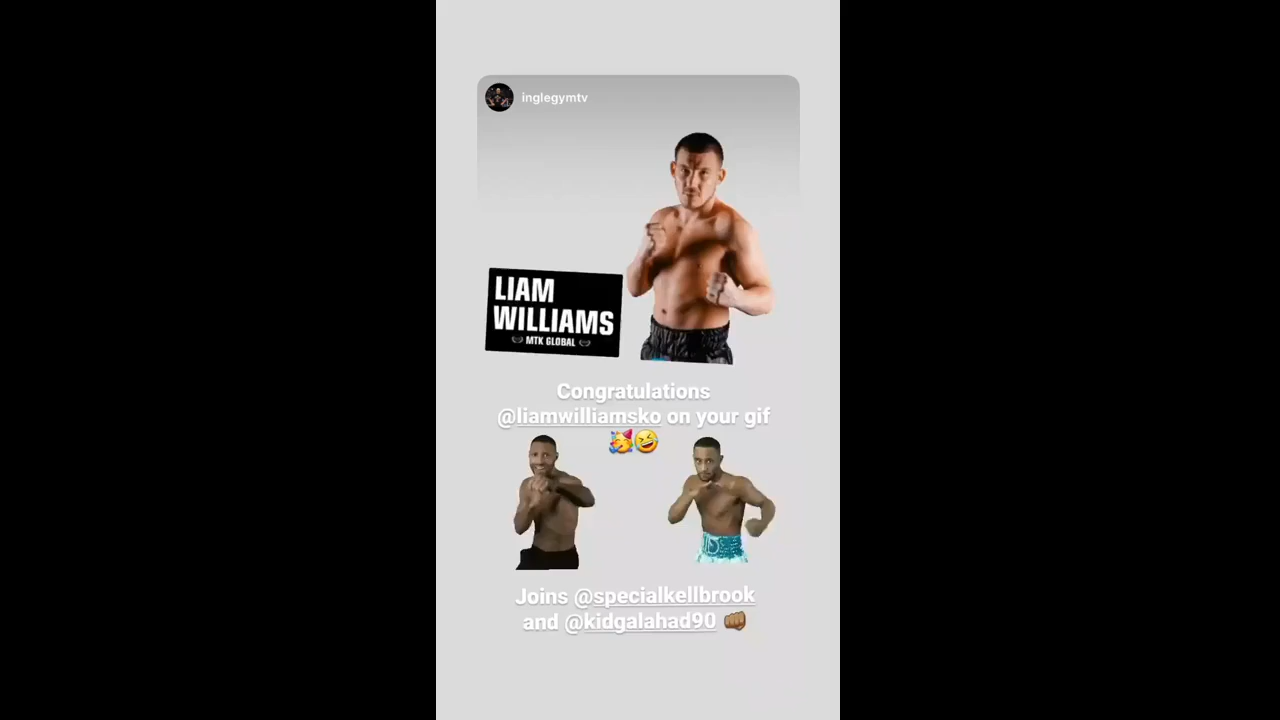 inglegymtv
LIAM
WILLIAMS
MTK GLOBAL
Congratulations
@liamwilliamsko on your gif
🥳🤣
Joins @specialkellbrook
and @kidgalahad90 👊🏾